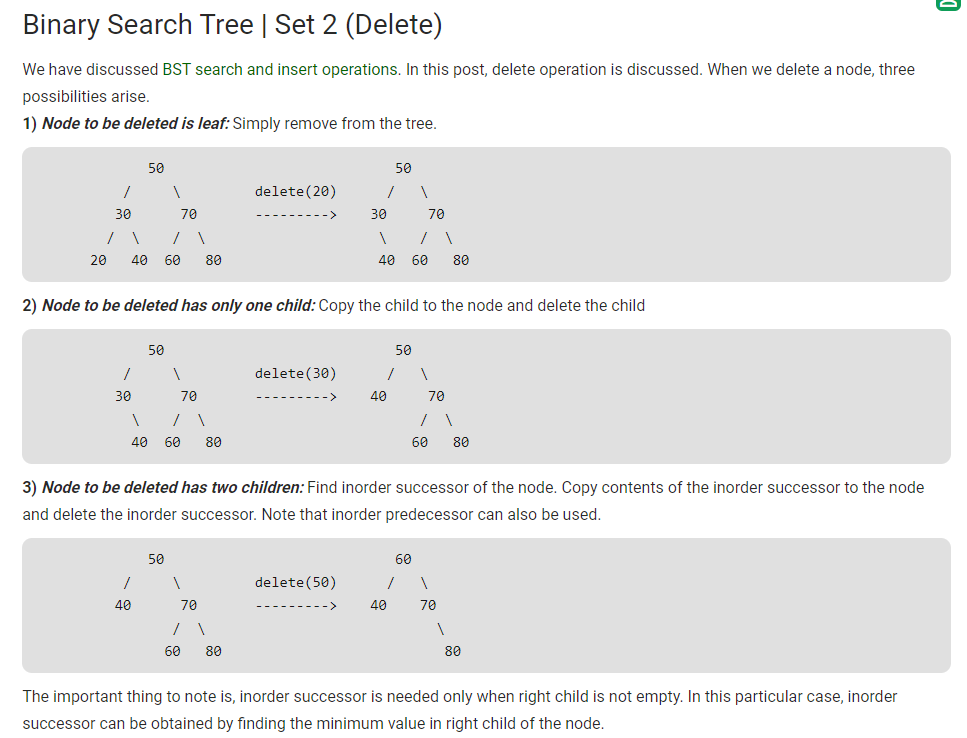 Binary Search Tree | Set 2 (Delete)
We have discussed BST search and insert operations. In this post, delete operation is discussed. When we delete a node, three
possibilities arise.
1) Node to be deleted is leaf: Simply remove from the tree.
50 50
/ \ delete(20) / \
30 70 ---------> 30 70
/ \ / \ \ / \
20 40 60 80 40 60 80
2) Node to be deleted has only one child: Copy the child to the node and delete the child
50 50
/ \ delete(30) / \
30 70 ---------> 40 70
\ / \ / \
40 60 80 60 80
3) Node to be deleted has two children: Find inorder successor of the node. Copy contents of the inorder successor to the node
and delete the inorder successor. Note that inorder predecessor can also be used.
50 60
/ \ delete(50) / \
40 70 ---------> 40 70
/ \ \
60 80 80
The important thing to note is, inorder successor is needed only when right child is not empty. In this particular case, inorder
successor can be obtained by finding the minimum value in right child of the node.